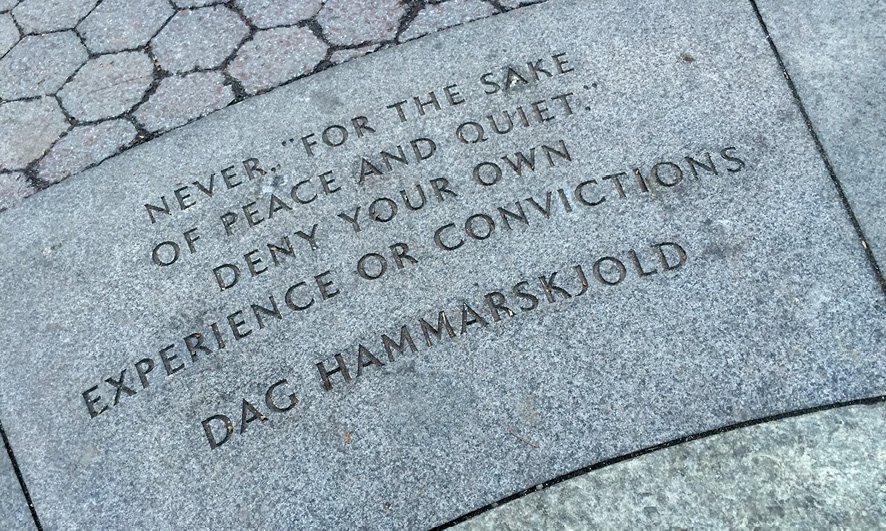 NEVER, "FOR THE SAKE
OF PEACE AND QUIET,"
DENY YOUR OWN
EXPERIENCE OR CONVICTIONS
DAG HAMMARSKJOLD